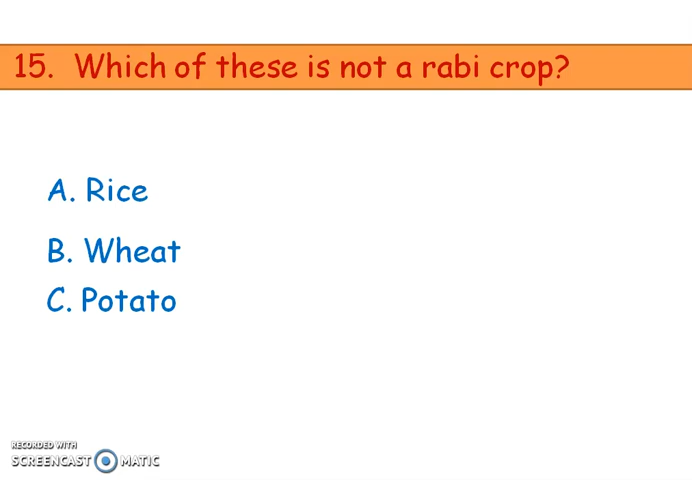 15. Which of these is not a rabi crop?
A. Rice
B. Wheat
C. Potato
RECORDED WITH
SCREENCAST MATIC